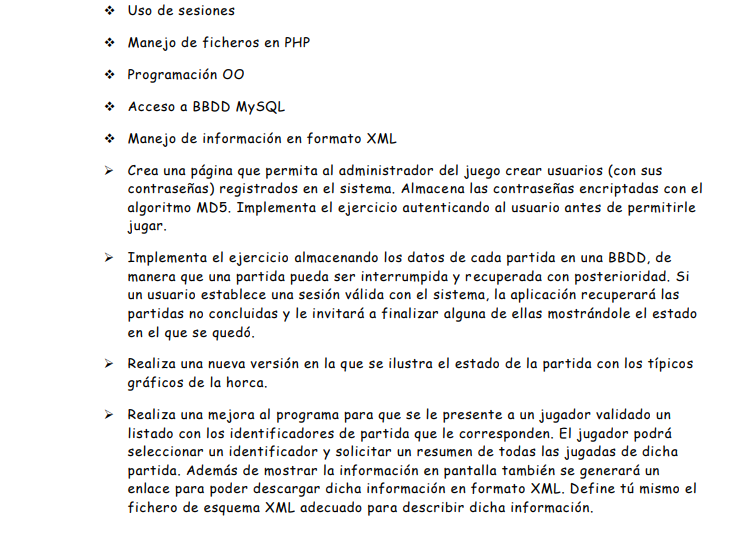 ❖ Uso de sesiones
❖ Manejo de ficheros en PHP
❖ Programación OO
❖ Acceso a BBDD MySQL
❖ Manejo de información en formato XML
➢ Crea una página que permita al administrador del juego crear usuarios (con sus
contraseñas) registrados en el sistema. Almacena las contraseñas encriptadas con el
algoritmo MD5. Implementa el ejercicio autenticando al usuario antes de permitirle
jugar.
➢ Implementa el ejercicio almacenando los datos de cada partida en una BBDD, de
manera que una partida pueda ser interrumpida y recuperada con posterioridad. Si
un usuario establece una sesión válida con el sistema, la aplicación recuperará las
partidas no concluidas y le invitará a finalizar alguna de ellas mostrándole el estado
en el que se quedó.
➢ Realiza una nueva versión en la que se ilustra el estado de la partida con los típicos
gráficos de la horca.
➢ Realiza una mejora al programa para que se le presente a un jugador validado un
listado con los identificadores de partida que le corresponden. El jugador podrá
seleccionar un identificador y solicitar un resumen de todas las jugadas de dicha
partida. Además de mostrar la información en pantalla también se generará un
enlace para poder descargar dicha información en formato XML. Define tú mismo el
fichero de esquema XML adecuado para describir dicha información.